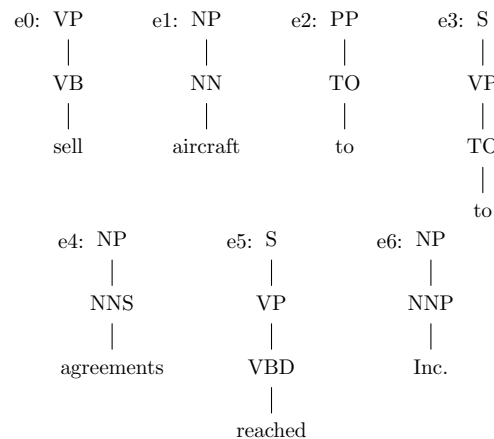 e0: VP e1: NP e2: PP e3: S
VB NN TO VP
sell aircraft to TO
to
e4: NP e5: S e6: NP
NNS VP NNP
agreements VBD Inc.
reached